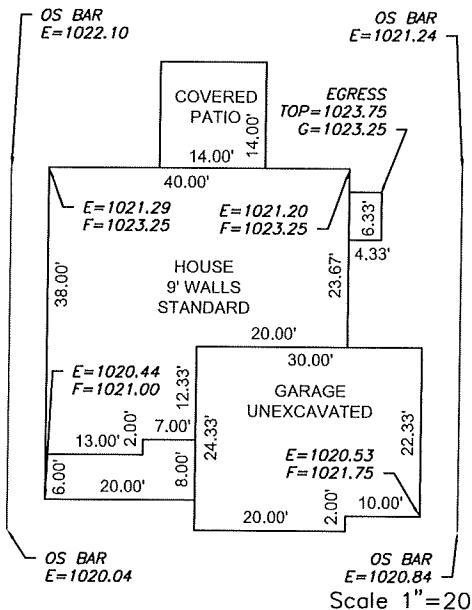 OS BAR
E=1022.10
OS BAR
E=1021.24
COVERED
PATIO
14.00'
14.00'
EGRESS
TOP=1023.75
G=1023.25
40.00'
E=1021.29
F=1023.25
E=1021.20
F=1023.25
6.33'
4.33'
38.00'
HOUSE
9' WALLS
STANDARD
23.67'
20.00'
30.00'
E=1020.44
F=1021.00
12.33'
GARAGE
UNEXCAVATED
13.00'
2.00'
7.00'
24.33'
22.33'
E=1020.53
F=1021.75
6.00'
20.00'
8.00'
20.00'
2.00'
10.00'
OS BAR
E=1020.04
OS BAR
E=1020.84
Scale 1"=20